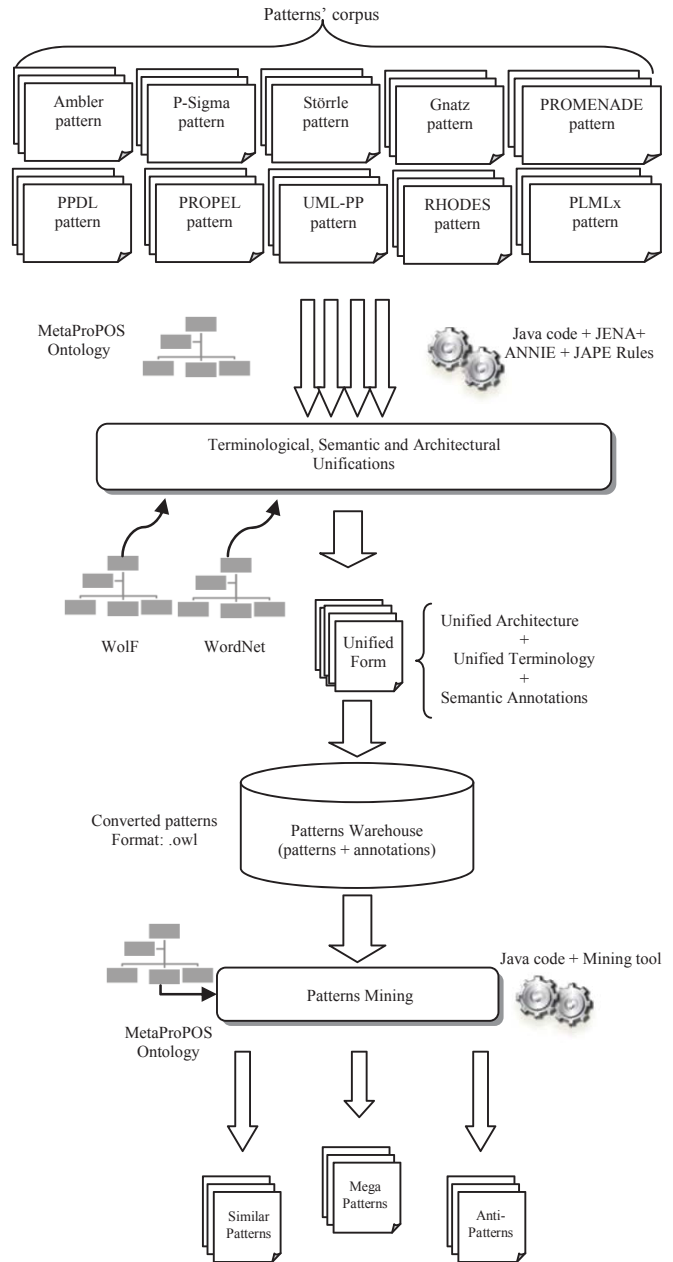 Patterns' corpus
Ambler
pattern
P-Sigma
pattern
Störrle
pattern
Gnatz
pattern
PROMENADE
pattern
PPDL
pattern
PROPEL
pattern
UML-PP
pattern
RHODES
pattern
PLMLx
pattern
MetaProPOS
Ontology
Java code + JENA+
ANNIE + JAPE Rules
Terminological, Semantic and Architectural
Unifications
WolF
WordNet
Unified
Form
Unified Architecture
+
Unified Terminology
+
Semantic Annotations
Converted patterns
Format: .owl
Patterns Warehouse
(patterns + annotations)
Java code + Mining tool
Patterns Mining
MetaProPOS
Ontology
Similar
Patterns
Mega
Patterns
Anti-
Patterns